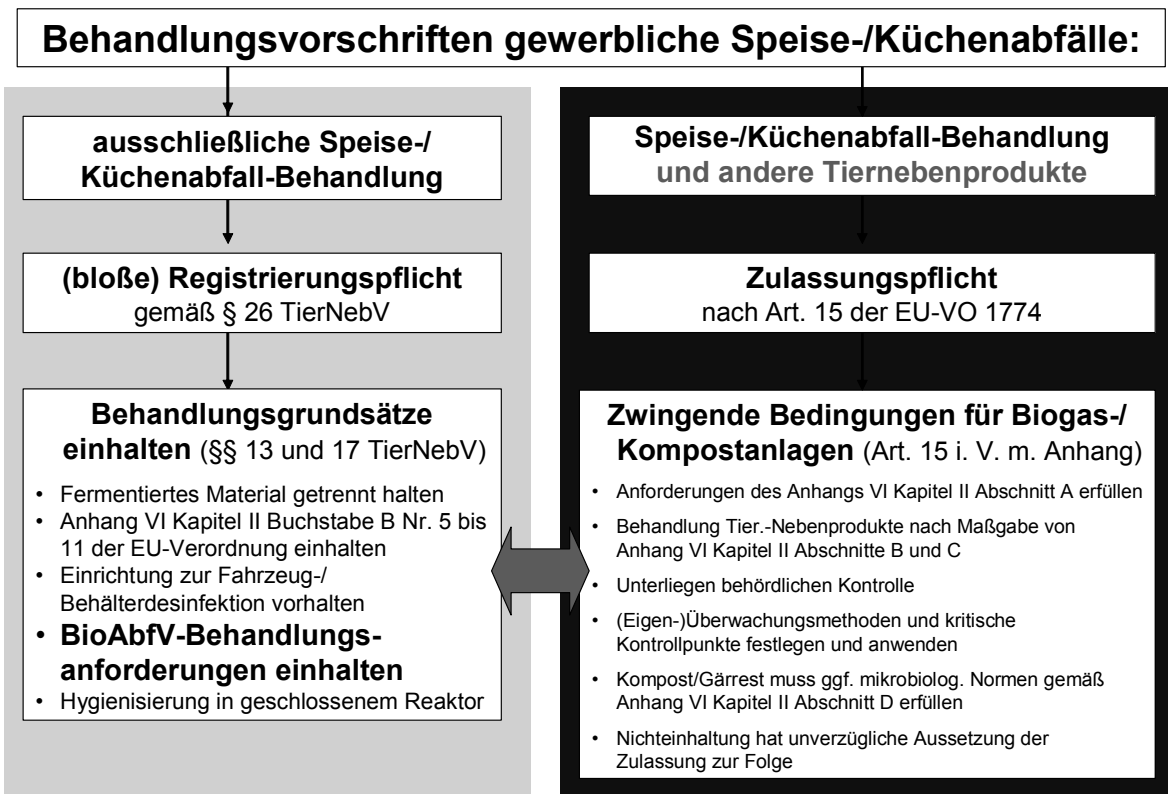 Behandlungsvorschriften gewerbliche Speise-/Küchenabfälle:
ausschließliche Speise-/
Küchenabfall-Behandlung
(bloße) Registrierungspflicht
gemäß § 26 TierNebV
Behandlungsgrundsätze
einhalten (§§ 13 und 17 TierNebV)
• Fermentiertes Material getrennt halten
• Anhang VI Kapitel II Buchstabe B Nr. 5 bis
11 der EU-Verordnung einhalten
• Einrichtung zur Fahrzeug-/
Behälterdesinfektion vorhalten
• BioAbfV-Behandlungs-
anforderungen einhalten
• Hygienisierung in geschlossenem Reaktor
Speise-/Küchenabfall-Behandlung
und andere Tiernebenprodukte
Zulassungspflicht
nach Art. 15 der EU-VO 1774
Zwingende Bedingungen für Biogas-/
Kompostanlagen (Art. 15 i. V. m. Anhang)
• Anforderungen des Anhangs VI Kapitel II Abschnitt A erfüllen
• Behandlung Tier.-Nebenprodukte nach Maßgabe von
Anhang VI Kapitel II Abschnitte B und C
• Unterliegen behördlichen Kontrolle
• (Eigen-)Überwachungsmethoden und kritische
Kontrollpunkte festlegen und anwenden
• Kompost/Gärrest muss ggf. mikrobiolog. Normen gemäß
Anhang VI Kapitel II Abschnitt D erfüllen
• Nichteinhaltung hat unverzügliche Aussetzung der
Zulassung zur Folge